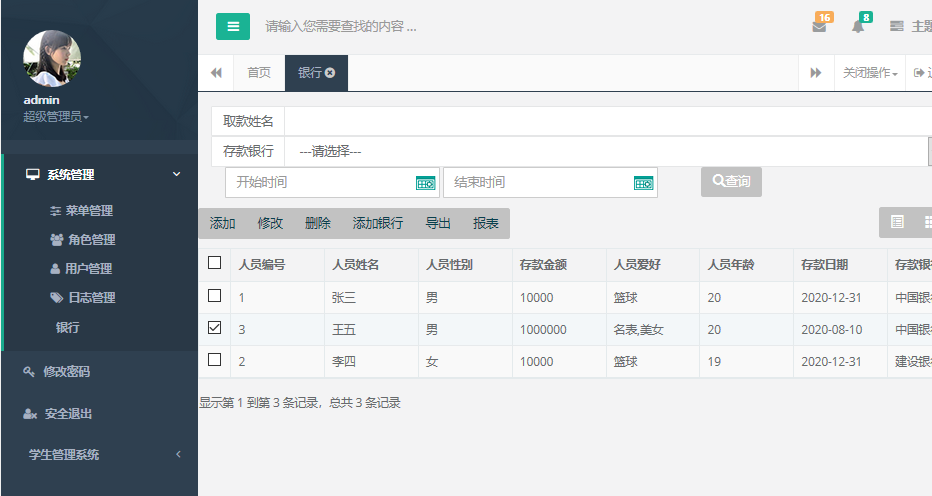 请输入您需要查找的内容 ...
16
8
主题
admin
超级管理员
首页
银行
关闭操作
系统管理
菜单管理
角色管理
用户管理
日志管理
银行
修改密码
安全退出
学生管理系统
取款姓名
存款银行 ---请选择---
开始时间 结束时间 查询
添加 修改 删除 添加银行 导出 报表
人员编号 人员姓名 人员性别 存款金额 人员爱好 人员年龄 存款日期 存款银
1 张三 男 10000 篮球 20 2020-12-31 中国银
3 王五 男 1000000 名表,美女 20 2020-08-10 中国银
2 李四 女 10000 篮球 19 2020-12-31 建设银
显示第 1 到第 3 条记录，总共 3 条记录